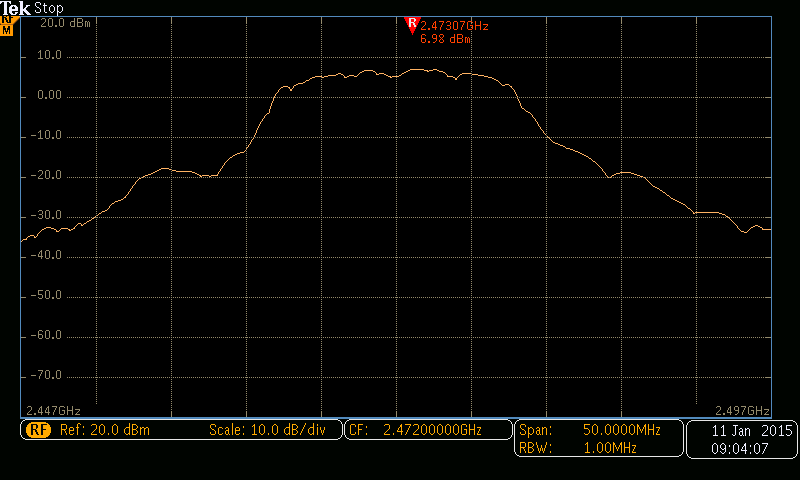 Tek Stop
RF
M
20.0 dBm
R
2.47307GHz
6.98 dBm
10.0
0.00
-10.0
-20.0
-30.0
-40.0
-50.0
-60.0
-70.0
2.447GHz
2.497GHz
RF Ref: 20.0 dBm Scale: 10.0 dB/div
CF: 2.47200000GHz
Span: 50.0000MHz
RBW: 1.00MHz
11 Jan 2015
09:04:07